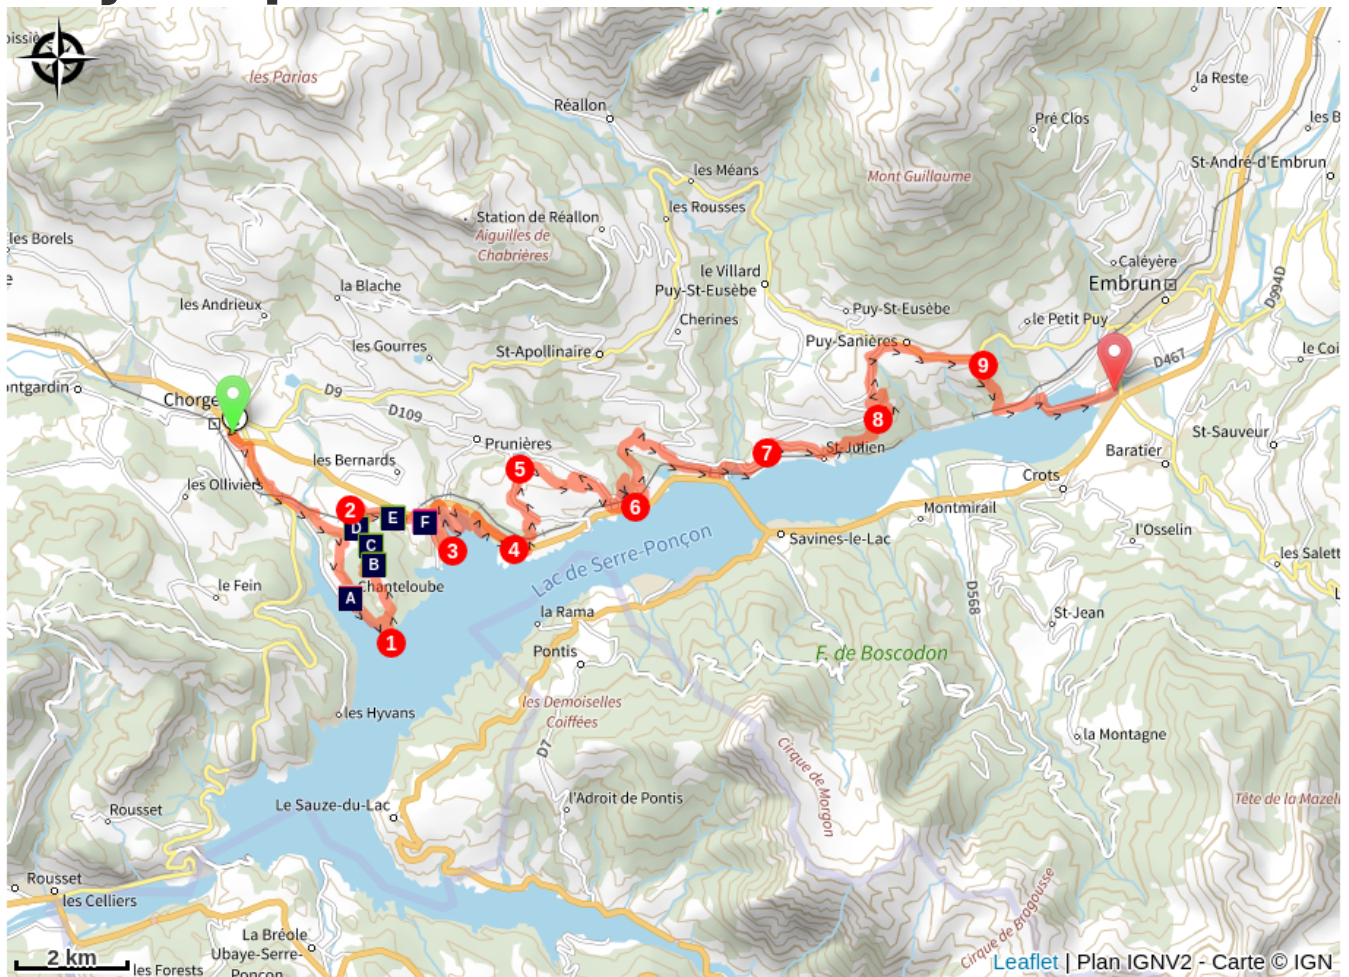 les Parias
la Reste
Réallon
Pré Clos
les B
St-André-d'Embrun
les Méans
Mont Guillaume
les Rousses
Station de Réallon
Aiguilles de
Chabrières
les Borels
Caléyère
le Villard
Embrun
Puy-St-Eusèbe
D994D
la Blache
les Andrieux
Puy-St-Eusèbe
Cherines
le Petit Puy
les Gourres
St-Apollinaire
Puy-Sanières
D467
les Coi
9
ontgardin
Chorge
D9
D109
8
Prunières
St-Sauveur
les Bernards
7
St-Julien
Baratier
5
les Olliviers
Crots
2
E
F
D
6
Montmirail
l'Osselin
C
3
4
Savines-le-Lac
les Salett
B
Lac de Serre-Ponçon
le Fein
Chanteloube
A
D568
la Rama
St-Jean
1
Pontis
F. de Boscodon
les Demoiselles
Coiffées
les Hyvans
D7
Cirque de Morgon
la Montagne
Le Sauze-du-Lac
l'Adroit de Pontis
Rousset
Tête de la Mazel
Rousset
les Celliers
Cirque de Brogousse
La Bréole
Ubaye-Serre-
Ponçon
2 km
les Forests
Leaflet | Plan IGNV2 - Carte © IGN